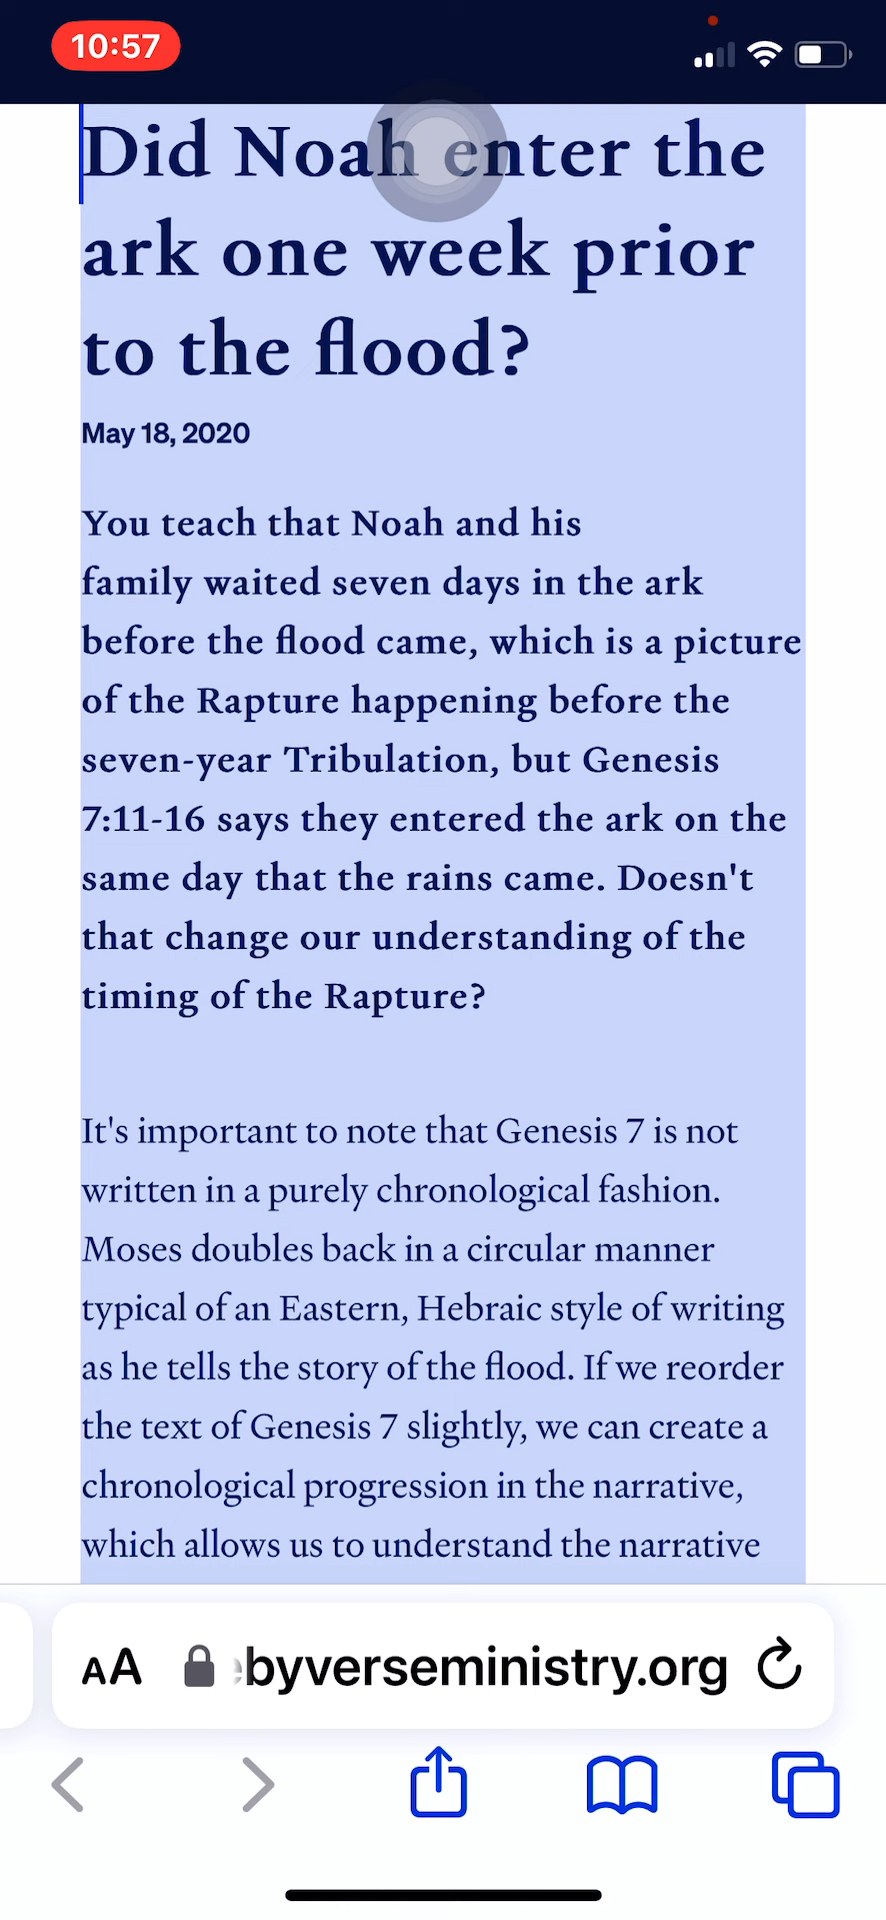 10:57
Did Noah enter the
ark one week prior
to the flood?
May 18, 2020
You teach that Noah and his
family waited seven days in the ark
before the flood came, which is a picture
of the Rapture happening before the
seven-year Tribulation, but Genesis
7:11-16 says they entered the ark on the
same day that the rains came. Doesn't
that change our understanding of the
timing of the Rapture?
It's important to note that Genesis 7 is not
written in a purely chronological fashion.
Moses doubles back in a circular manner
typical of an Eastern, Hebraic style of writing
as he tells the story of the flood. If we reorder
the text of Genesis 7 slightly, we can create a
chronological progression in the narrative,
which allows us to understand the narrative
AA byverseministry.org